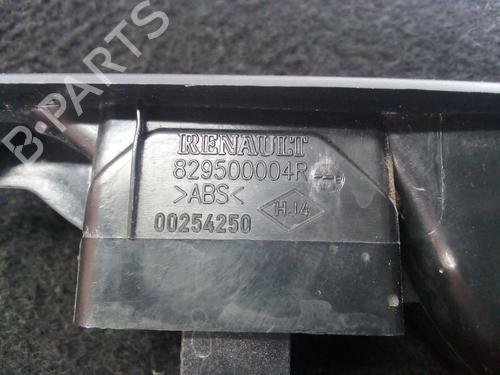 B-PARTS
RENAULT
829500004R
>ABS<
HJ4
00254250